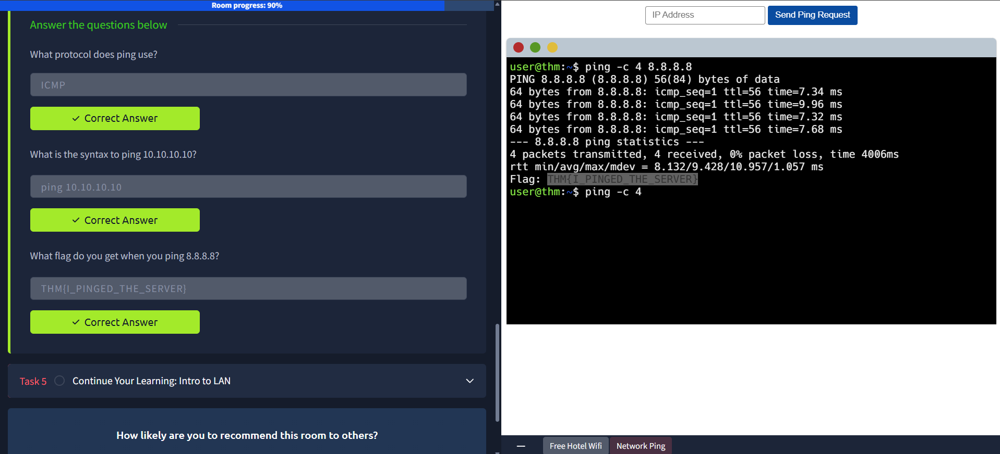 Room progress: 90%
Answer the questions below
What protocol does ping use?
ICMP
Correct Answer
What is the syntax to ping 10.10.10.10?
ping 10.10.10.10
Correct Answer
What flag do you get when you ping 8.8.8.8?
THM{I_PINGED_THE_SERVER}
Correct Answer
Task 5 Continue Your Learning: Intro to LAN
How likely are you to recommend this room to others?
IP Address Send Ping Request
user@thm:~$ ping -c 4 8.8.8.8
PING 8.8.8.8 (8.8.8.8) 56(84) bytes of data
64 bytes from 8.8.8.8: icmp_seq=1 ttl=56 time=7.34 ms
64 bytes from 8.8.8.8: icmp_seq=1 ttl=56 time=9.96 ms
64 bytes from 8.8.8.8: icmp_seq=1 ttl=56 time=7.32 ms
64 bytes from 8.8.8.8: icmp_seq=1 ttl=56 time=7.68 ms
--- 8.8.8.8 ping statistics ---
4 packets transmitted, 4 received, 0% packet loss, time 4006ms
rtt min/avg/max/mdev = 8.132/9.428/10.957/1.057 ms
Flag: THM{I_PINGED_THE_SERVER}
user@thm:~$ ping -c 4
Free Hotel Wifi Network Ping